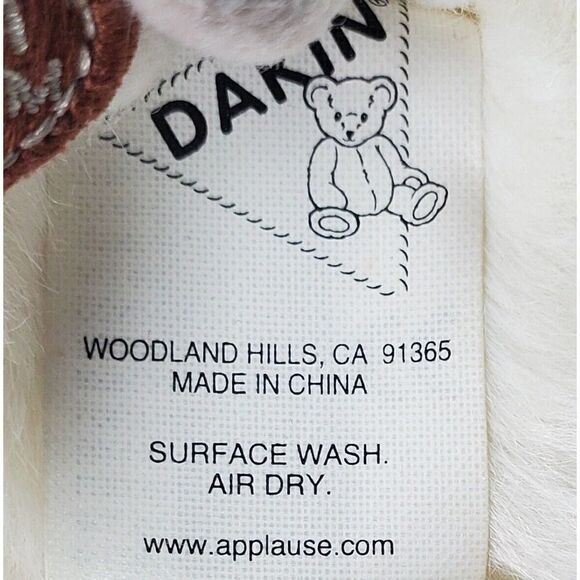 DAKIN
WOODLAND HILLS, CA 91365
MADE IN CHINA
SURFACE WASH.
AIR DRY.
www.applause.com